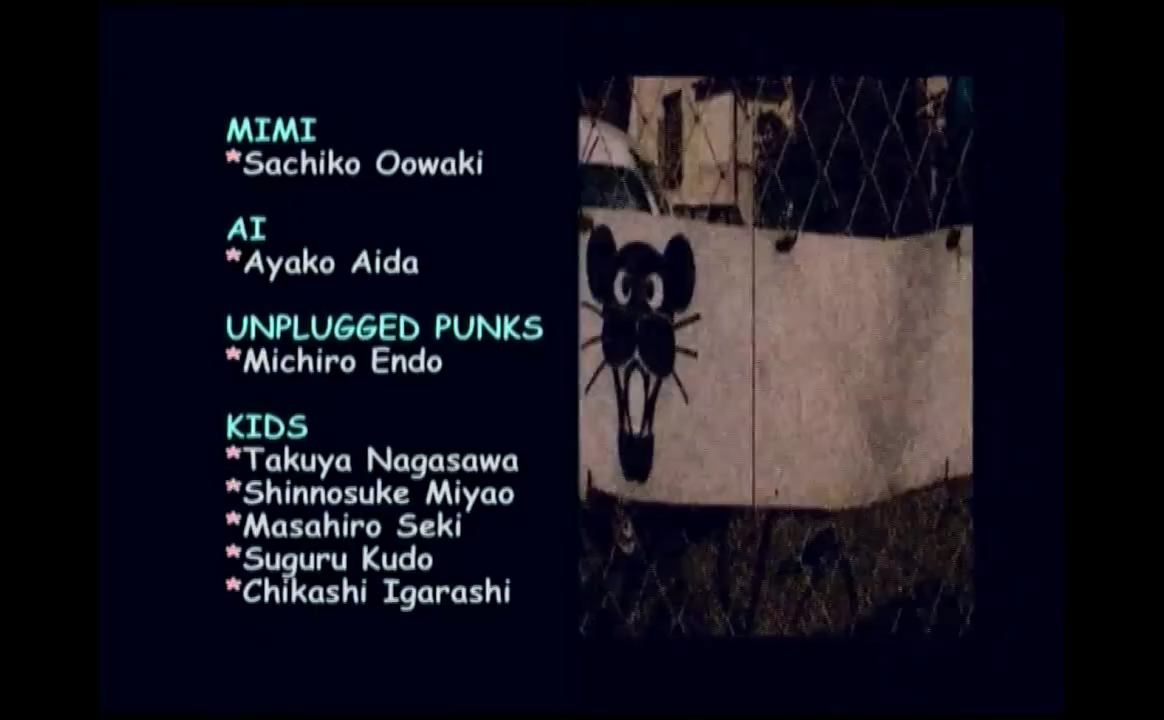 MIMI
*Sachiko Oowaki
AI
*Ayako Aida
UNPLUGGED PUNKS
*Michiro Endo
KIDS
*Takuya Nagasawa
*Shinnosuke Miyao
*Masahiro Seki
*Suguru Kudo
*Chikashi Igarashi